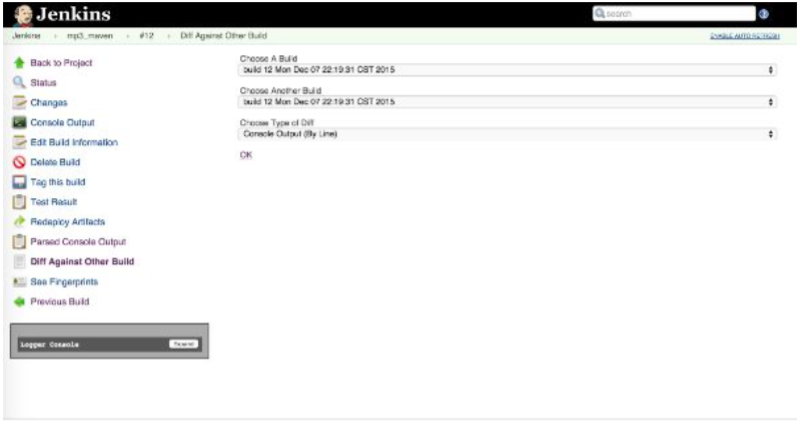 Jenkins
search
Jenkins › mp3_maven › #12 › Diff Against Other Build
ENABLE AUTO REFRESH
Back to Project
Status
Changes
Console Output
Edit Build Information
Delete Build
Tag this build
Test Result
Redeploy Artifacts
Parsed Console Output
Diff Against Other Build
See Fingerprints
Previous Build
Logger Console
Expand
Choose A Build
build 12 Mon Dec 07 22:19:31 CST 2015
Choose Another Build
build 12 Mon Dec 07 22:19:31 CST 2015
Choose Type of Diff
Console Output (By Line)
OK